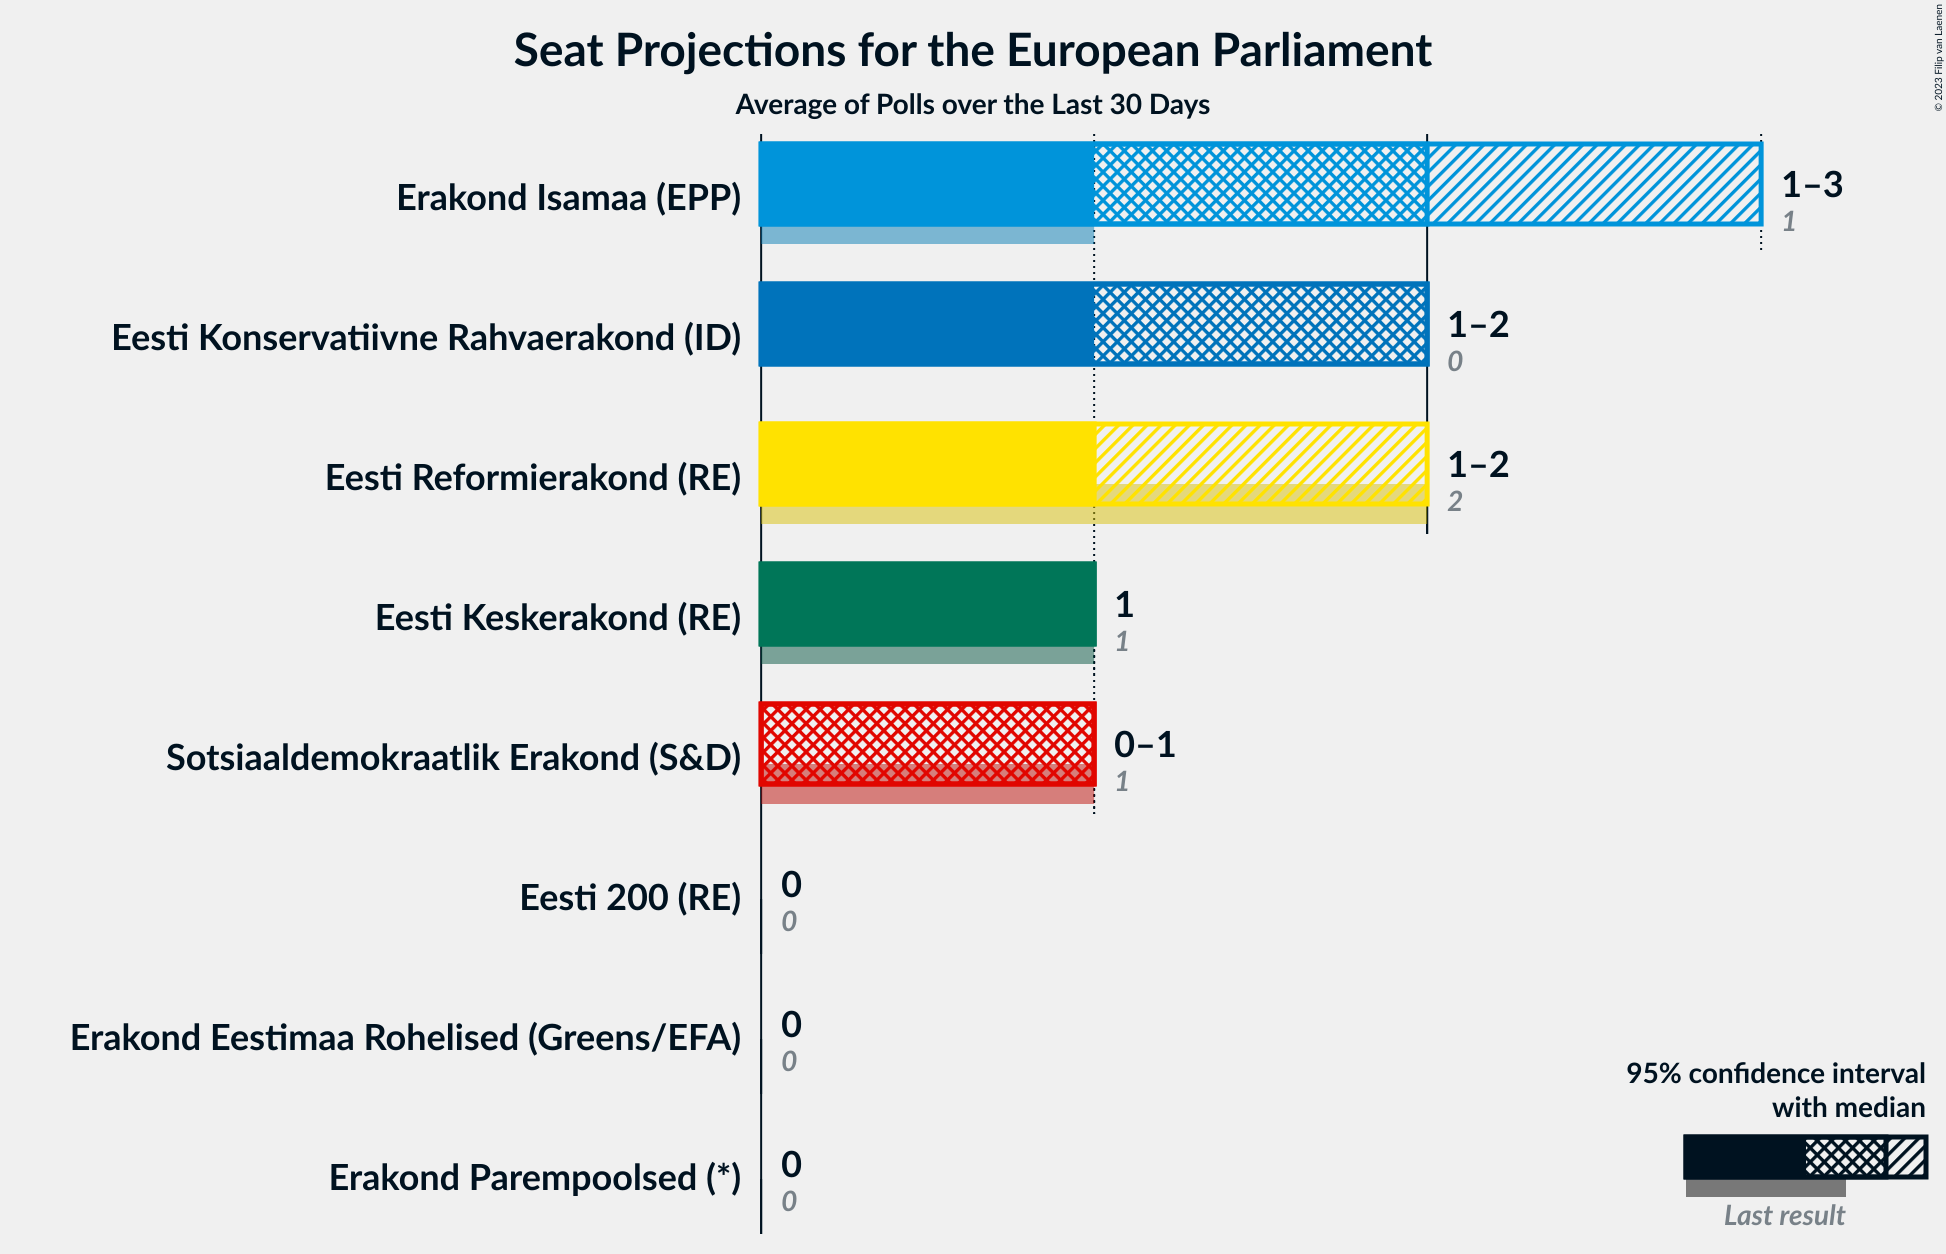 Seat Projections for the European Parliament
Average of Polls over the Last 30 Days
© 2023 Filip van Laenen
Erakond Isamaa (EPP)
1–3
1
Eesti Konservatiivne Rahvaerakond (ID)
1–2
0
Eesti Reformierakond (RE)
1–2
2
Eesti Keskerakond (RE)
1
1
Sotsiaaldemokraatlik Erakond (S&D)
0–1
1
Eesti 200 (RE)
0
0
Erakond Eestimaa Rohelised (Greens/EFA)
0
0
Erakond Parempoolsed (*)
0
0
95% confidence interval
with median
Last result